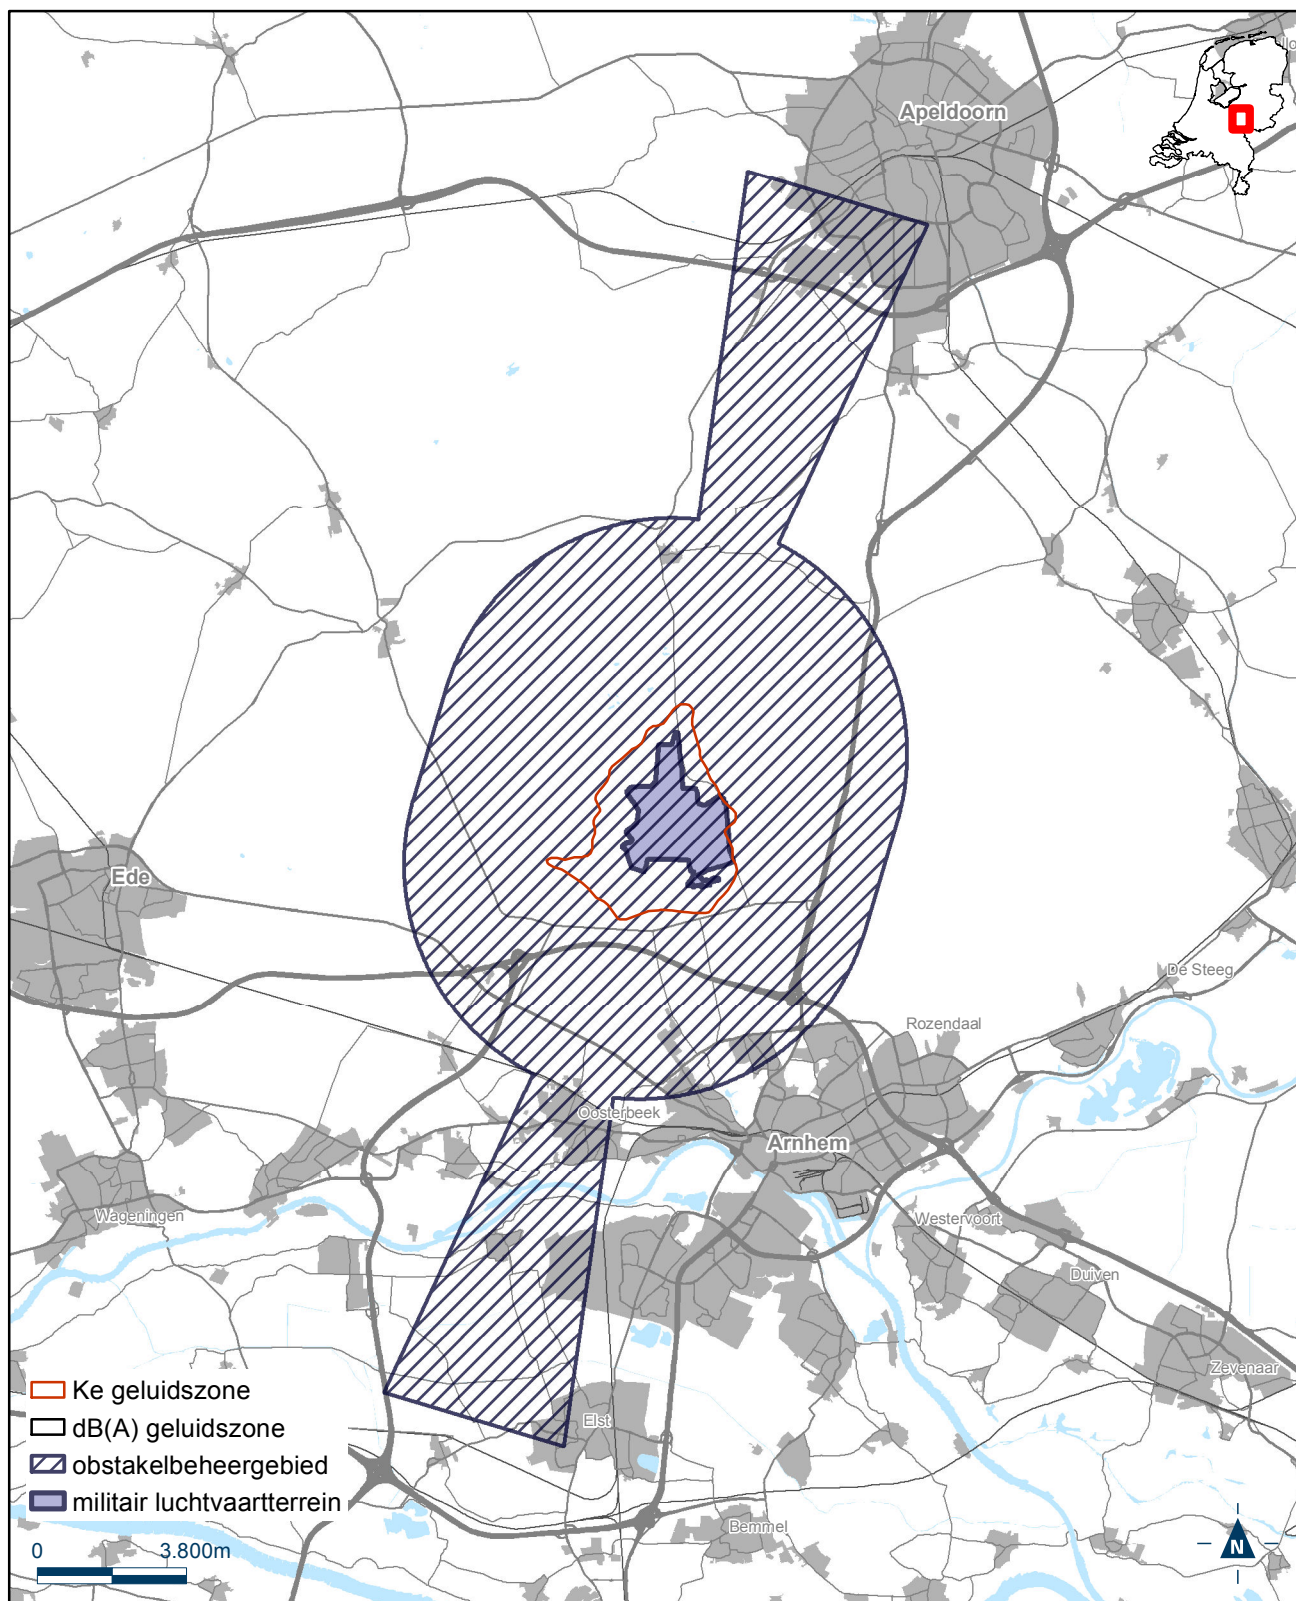 Apeldoorn
Ede
De Steeg
Rozendaal
Oosterbeek
Arnhem
Wageningen
Westervoort
Duiven
Zevenaar
Elst
Bemmel
Ke geluidszone
dB(A) geluidszone
obstakelbeheergebied
militair luchtvaartterrein
0 3.800m
N